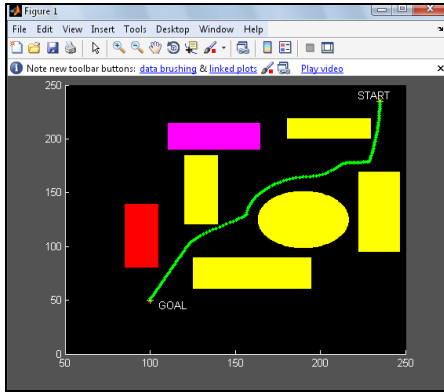 Figure 1
File Edit View Insert Tools Desktop Window Help
Note new toolbar buttons: data brushing & linked plots Play video
START
GOAL
250
200
150
100
50
0
50 100 150 200 250